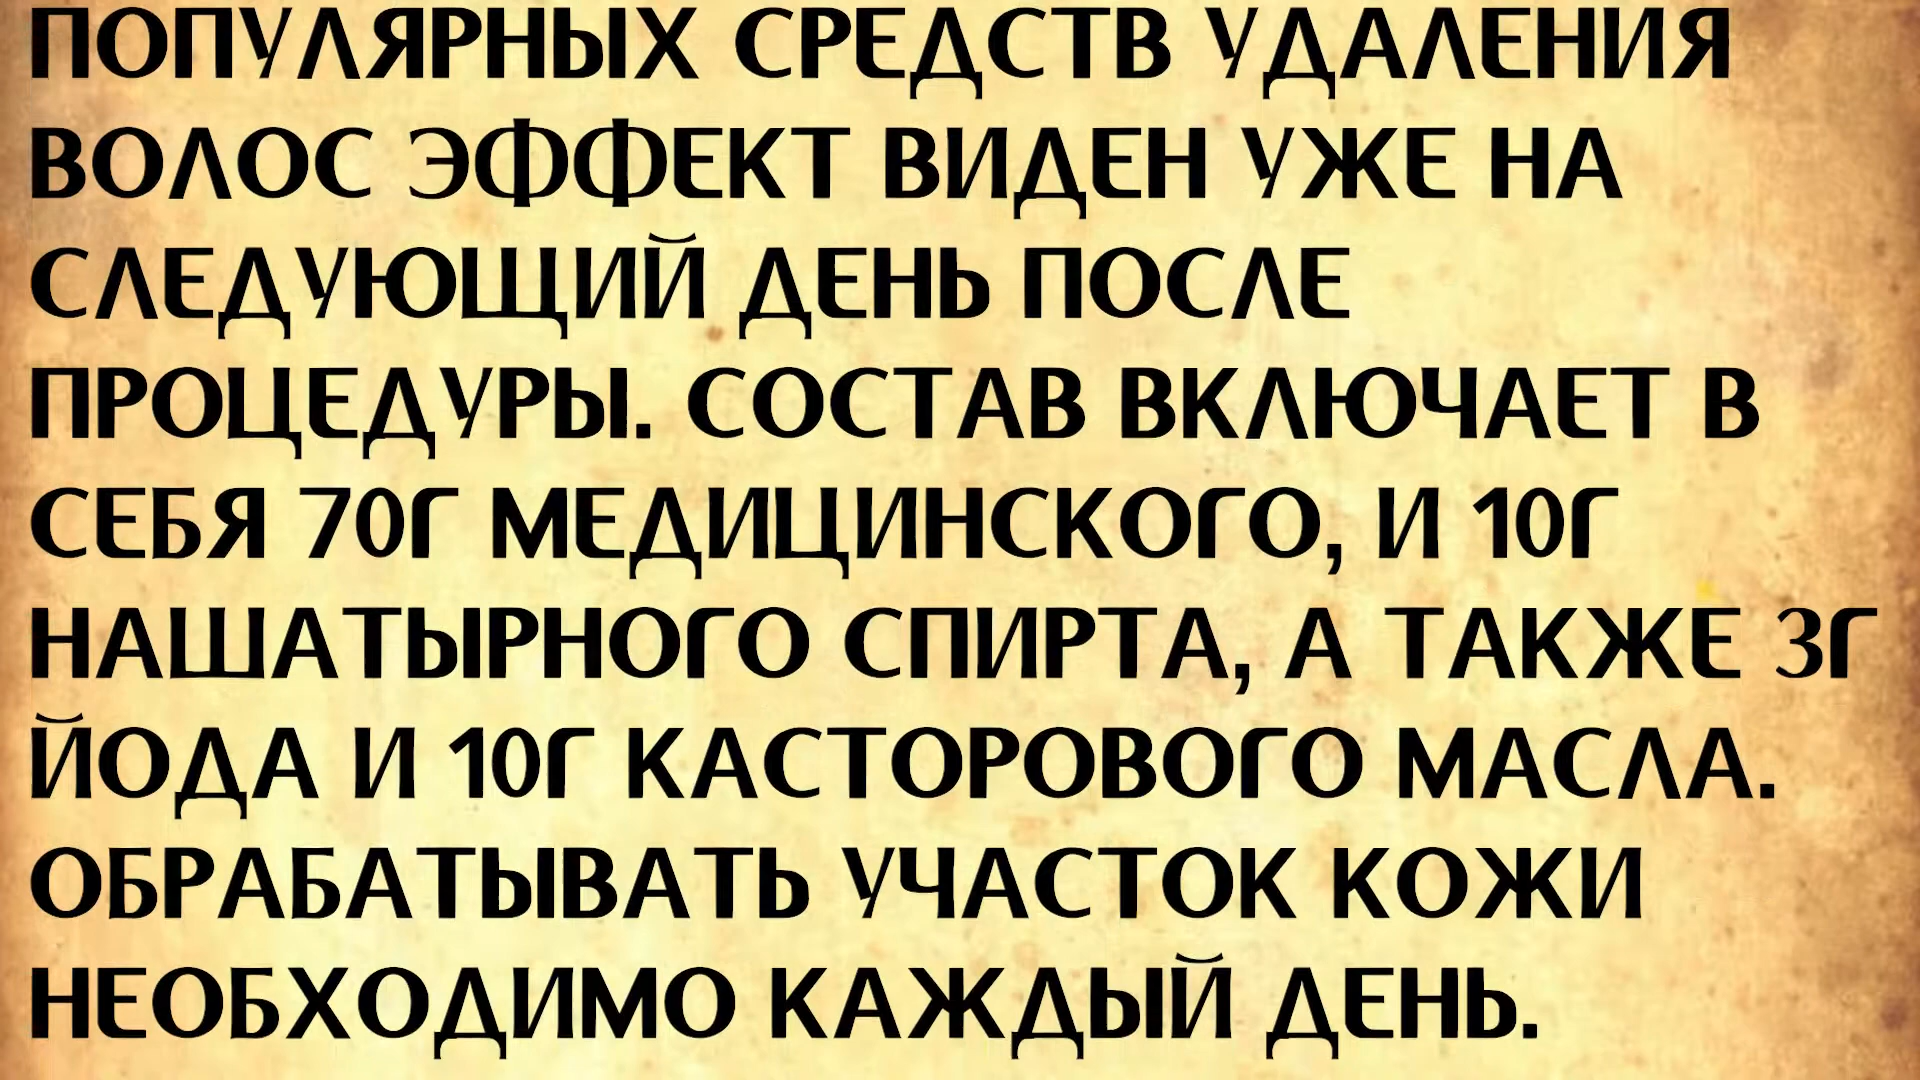 ПОПУЛЯРНЫХ СРЕДСТВ УДАЛЕНИЯ
ВОЛОС ЭФФЕКТ ВИДЕН УЖЕ НА
СЛЕДУЮЩИЙ ДЕНЬ ПОСЛЕ
ПРОЦЕДУРЫ. СОСТАВ ВКЛЮЧАЕТ В
СЕБЯ 70Г МЕДИЦИНСКОГО, И 10Г
НАШАТЫРНОГО СПИРТА, А ТАКЖЕ 3Г
ЙОДА И 10Г КАСТОРОВОГО МАСЛА.
ОБРАБАТЫВАТЬ УЧАСТОК КОЖИ
НЕОБХОДИМО КАЖДЫЙ ДЕНЬ.